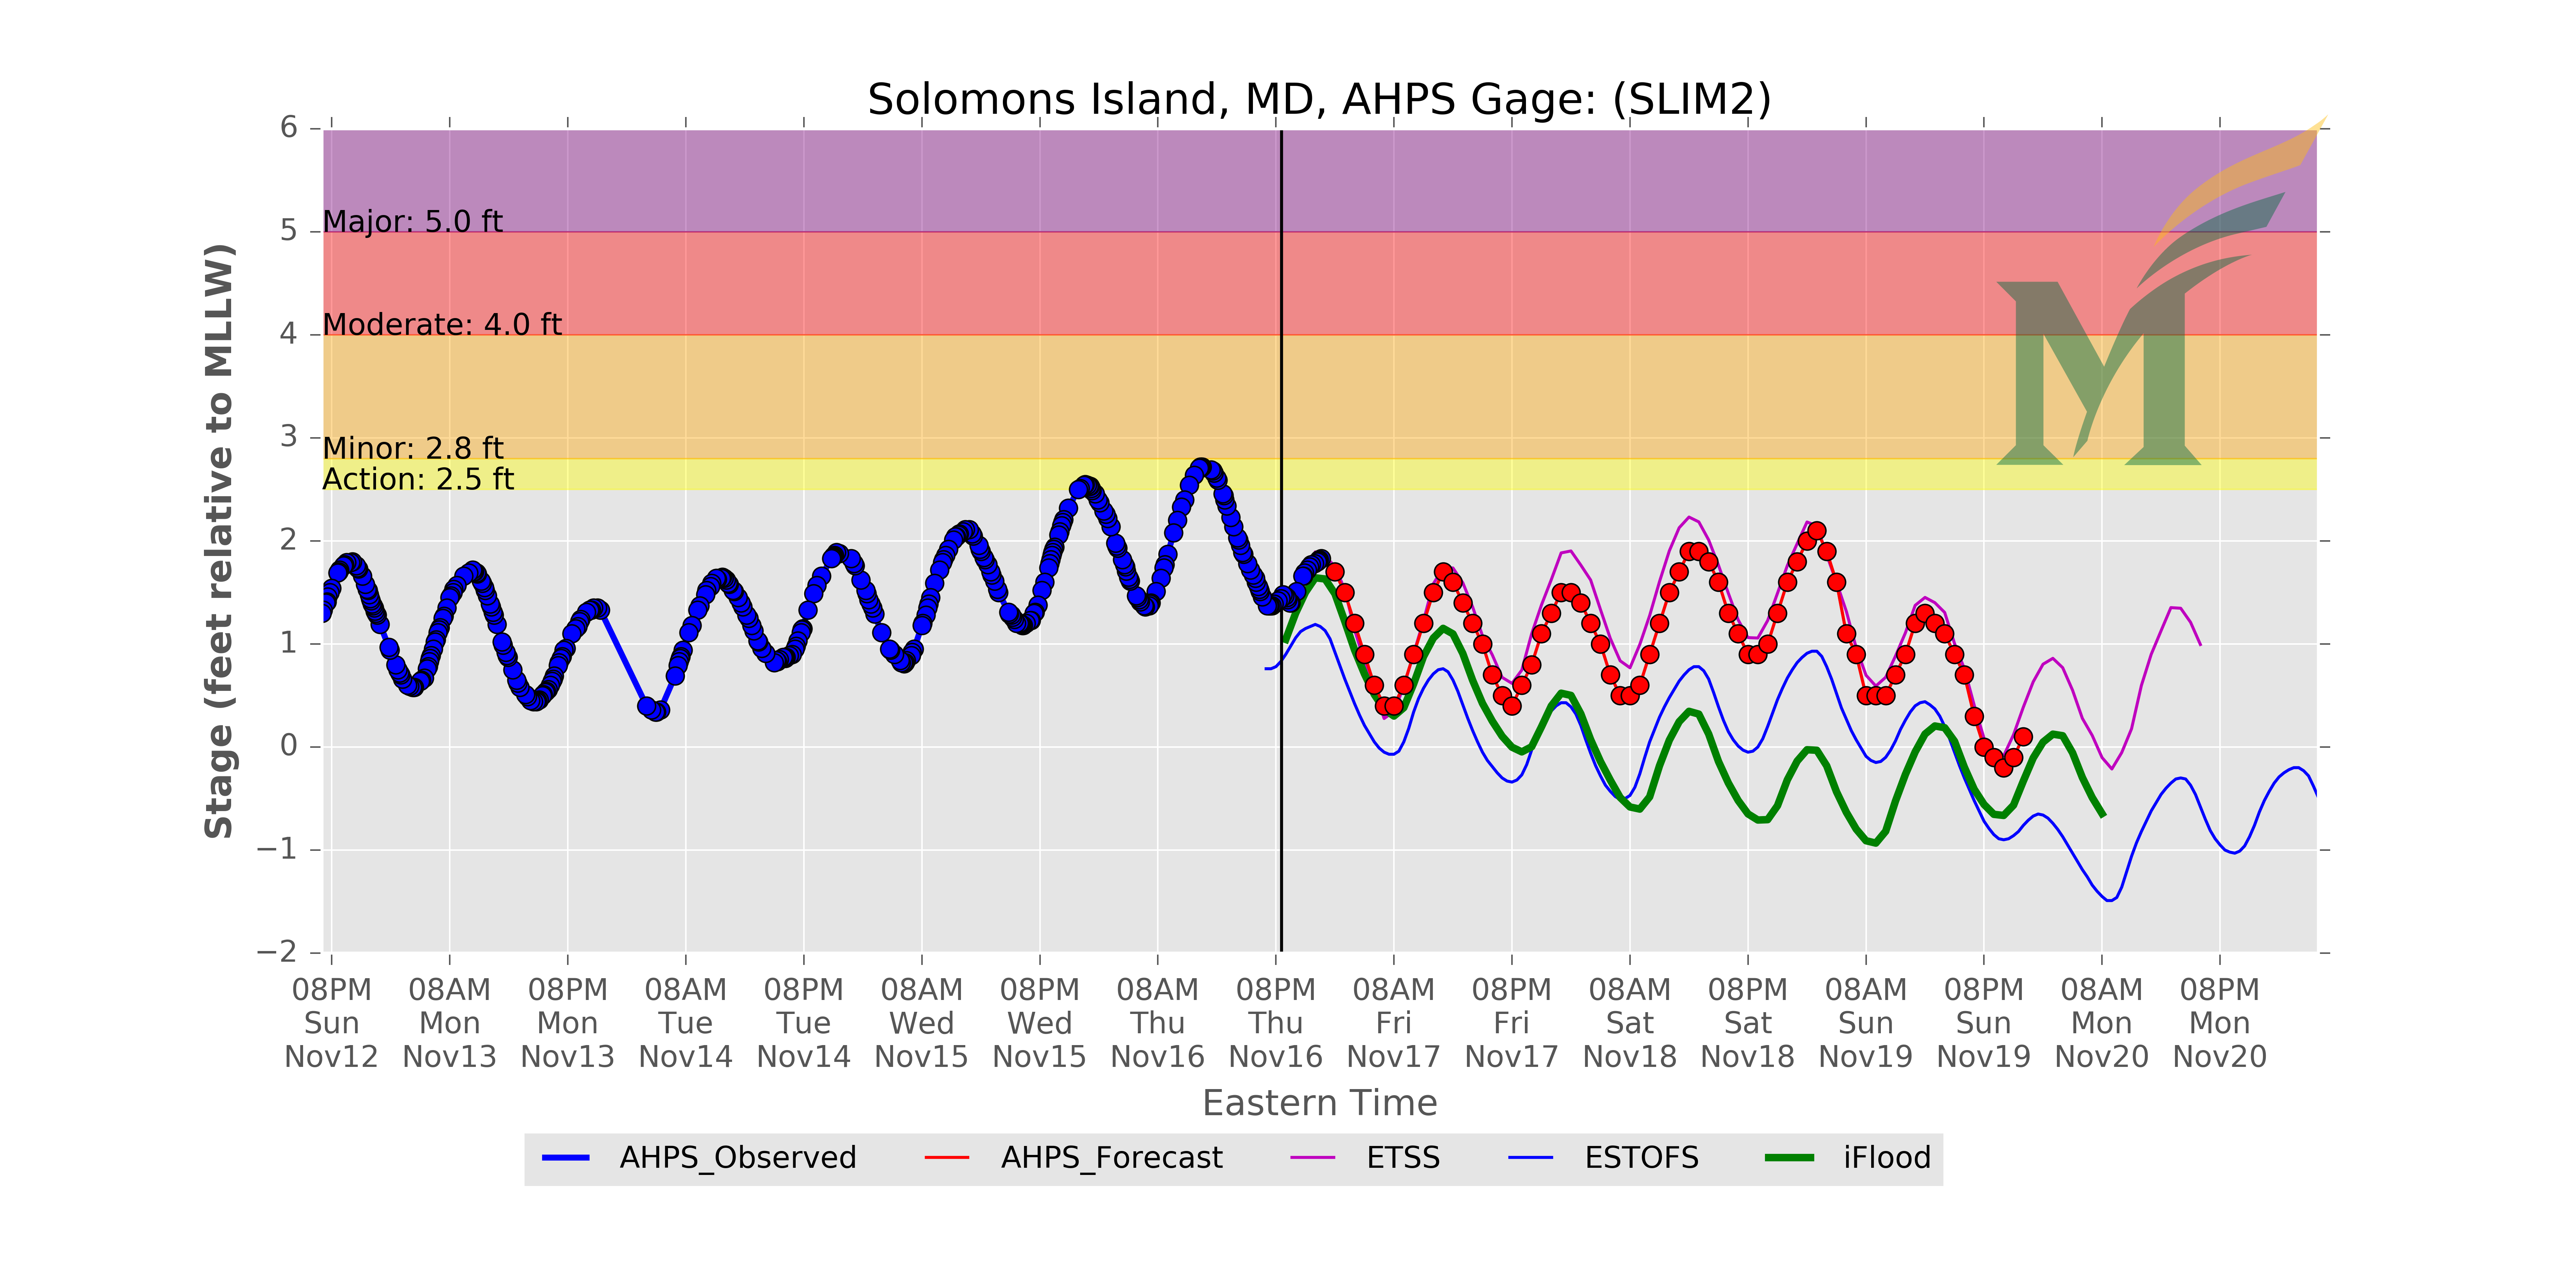 Solomons Island, MD, AHPS Gage: (SLIM2)
Stage (feet relative to MLLW)
6
5
4
3
2
1
0
−1
−2
Major: 5.0 ft
Moderate: 4.0 ft
Minor: 2.8 ft
Action: 2.5 ft
M
08PM 08AM 08PM 08AM 08PM 08AM 08PM 08AM 08PM 08AM 08PM 08AM 08PM 08AM 08PM 08AM 08PM
Sun Mon Mon Tue Tue Wed Wed Thu Thu Fri Fri Sat Sat Sun Sun Mon Mon
Nov12 Nov13 Nov13 Nov14 Nov14 Nov15 Nov15 Nov16 Nov16 Nov17 Nov17 Nov18 Nov18 Nov19 Nov19 Nov20 Nov20
Eastern Time
AHPS_Observed AHPS_Forecast ETSS ESTOFS iFlood